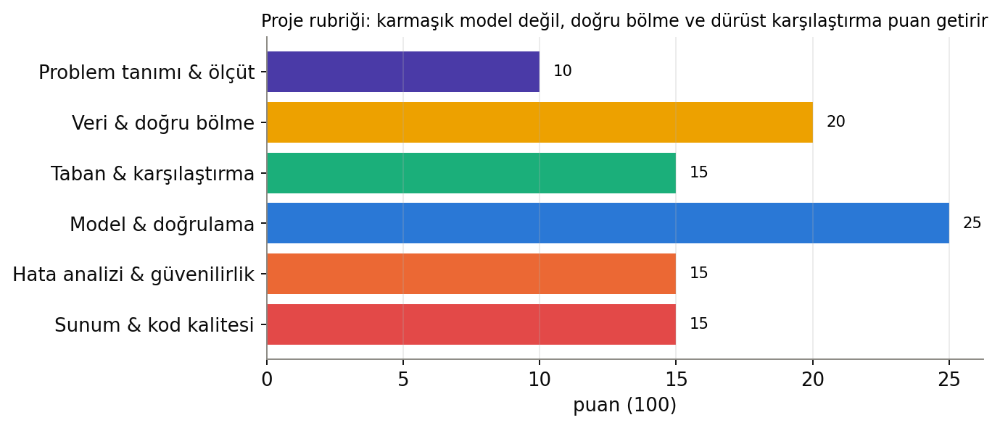 Proje rubriği: karmaşık model değil, doğru bölme ve dürüst karşılaştırma puan getirir
Problem tanımı & ölçüt 10
Veri & doğru bölme 20
Taban & karşılaştırma 15
Model & doğrulama 25
Hata analizi & güvenilirlik 15
Sunum & kod kalitesi 15
0 5 10 15 20 25
puan (100)